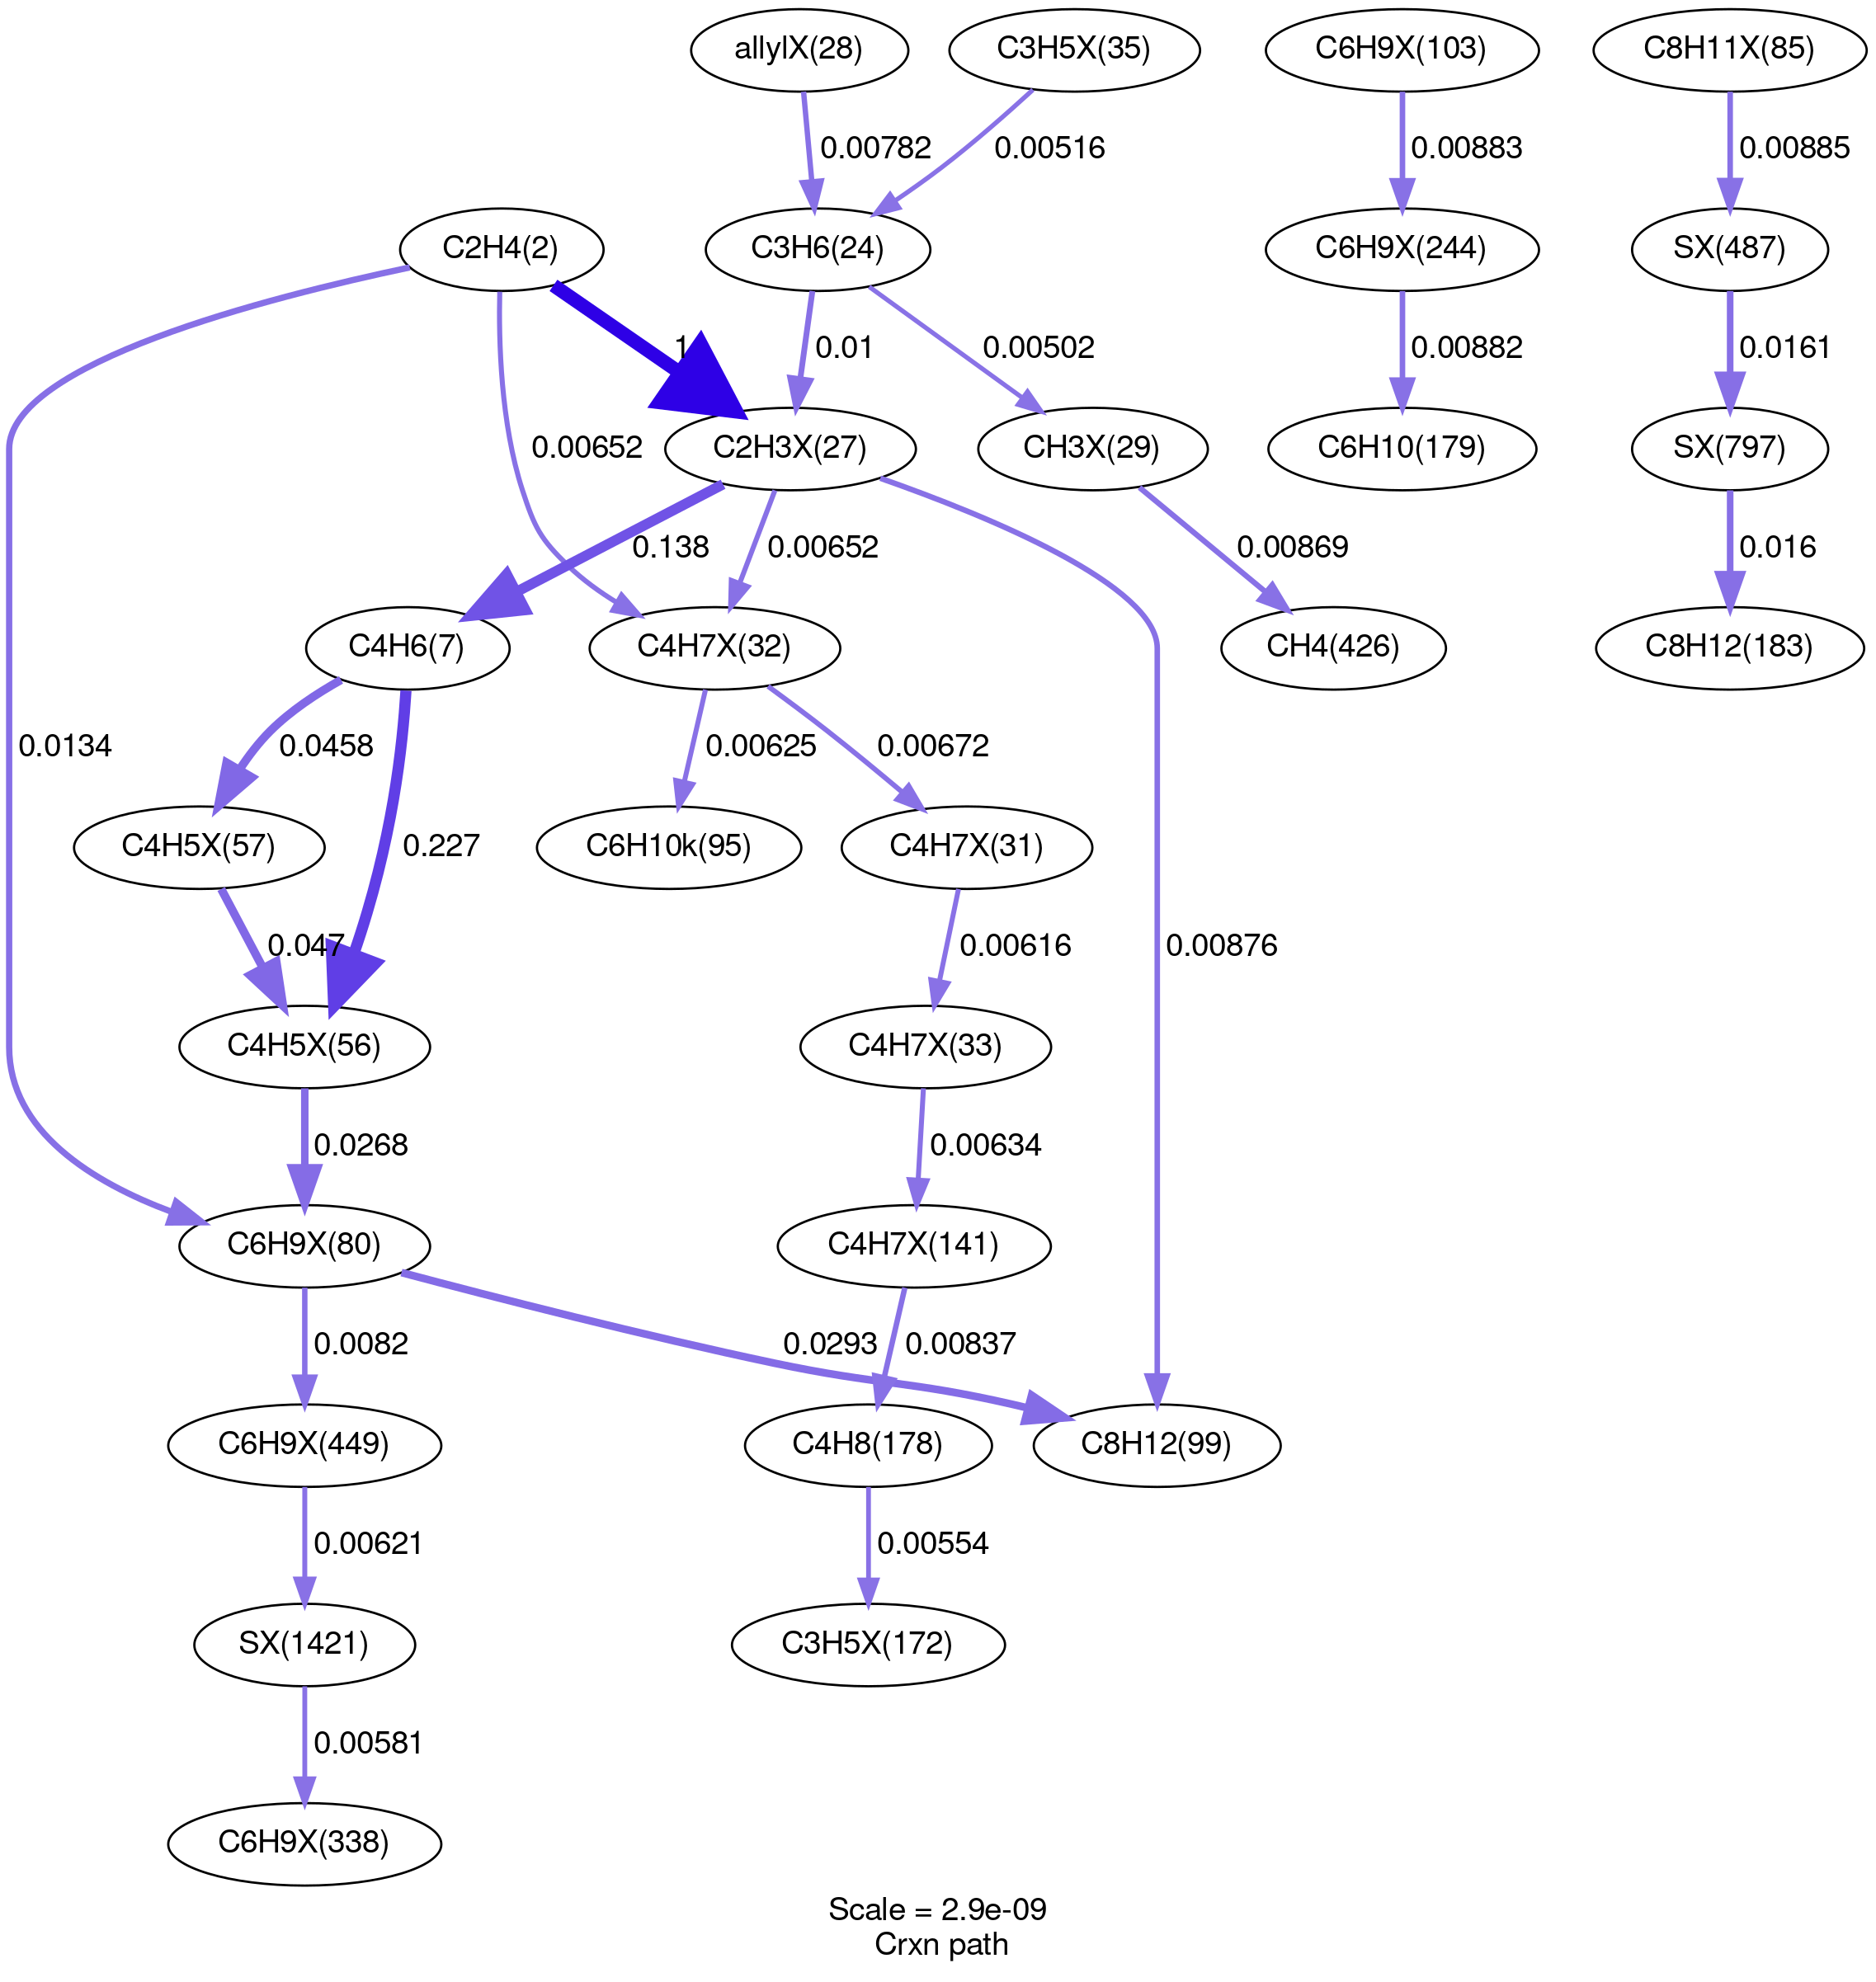 allylX(28)
C3H5X(35)
C6H9X(103)
C8H11X(85)
0.00782
0.00516
0.00883
0.00885
C2H4(2)
C3H6(24)
C6H9X(244)
SX(487)
1
0.01
0.00502
0.00882
0.0161
0.00652
C2H3X(27)
CH3X(29)
C6H10(179)
SX(797)
0.138
0.00652
0.00869
0.016
C4H6(7)
C4H7X(32)
CH4(426)
C8H12(183)
0.0134
0.0458
0.227
0.00625
0.00672
C4H5X(57)
C6H10k(95)
C4H7X(31)
0.047
0.00616
0.00876
C4H5X(56)
C4H7X(33)
0.0268
0.00634
C6H9X(80)
C4H7X(141)
0.0082
0.0293
0.00837
C6H9X(449)
C4H8(178)
C8H12(99)
0.00621
0.00554
SX(1421)
C3H5X(172)
0.00581
C6H9X(338)
Scale = 2.9e-09
Crxn path